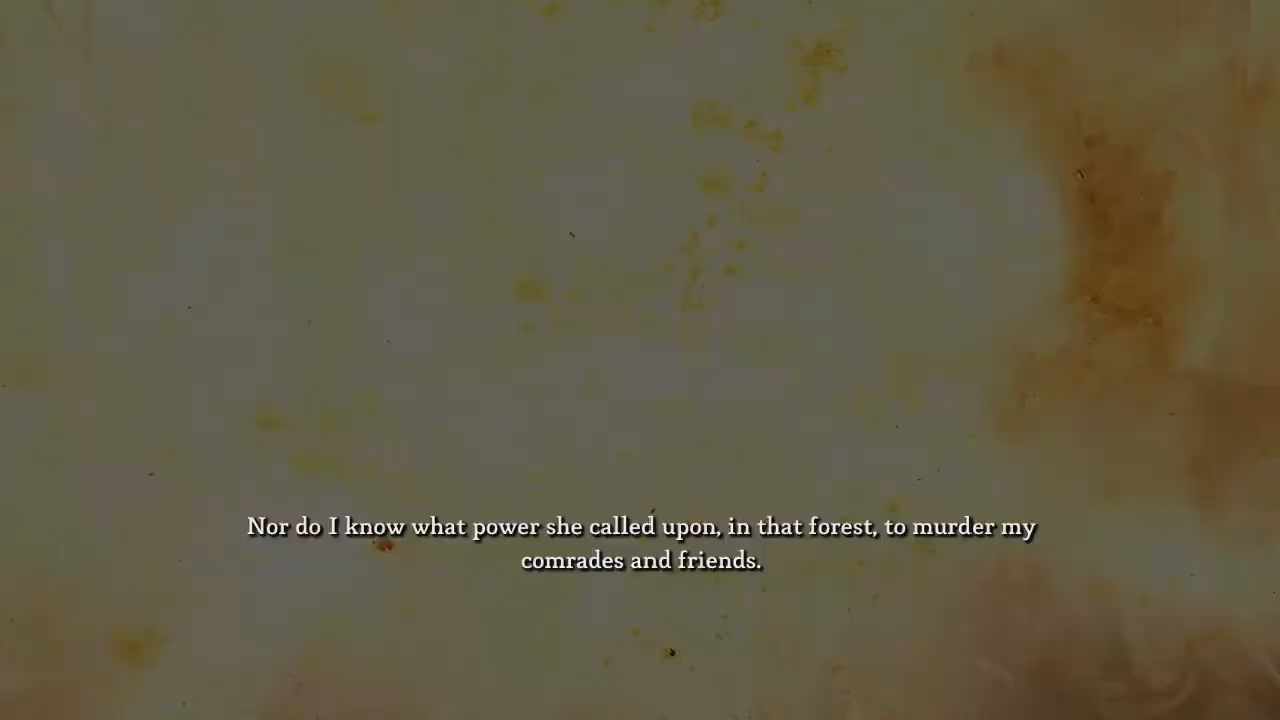 Nor do I know what power she called upon, in that forest, to murder my
comrades and friends.